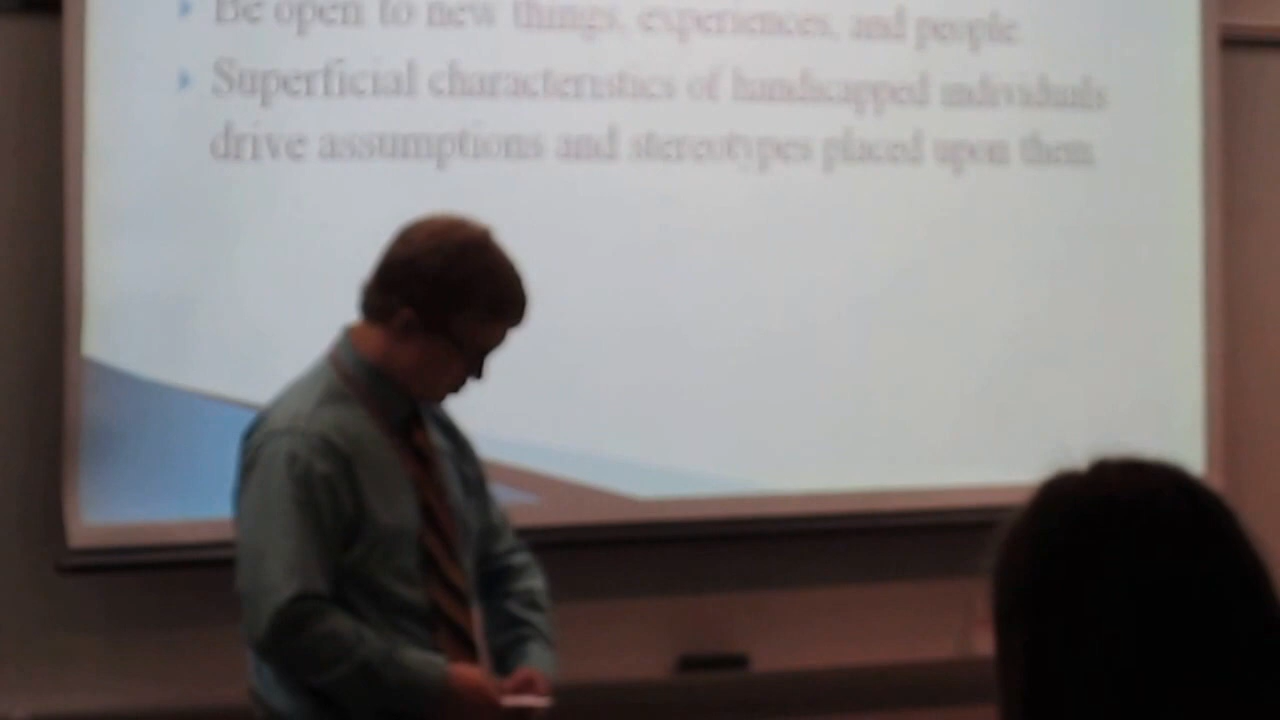 Be open to new things, experiences, and people
Superficial characteristics of handicapped individuals
drive assumptions and stereotypes placed upon them